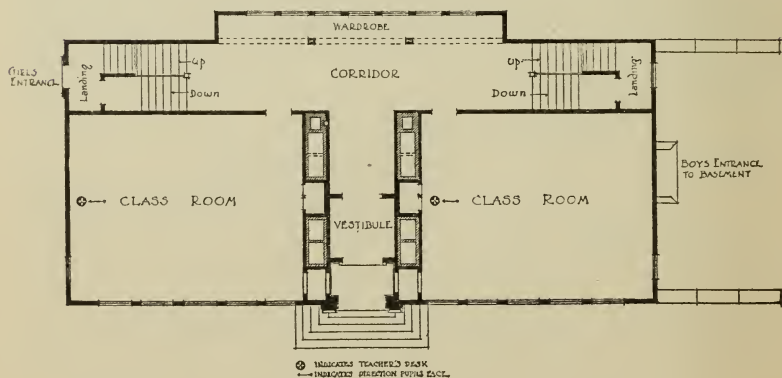 WARDROBE
UP
UP
GIRLS
ENTRANCE
Landing
CORRIDOR
Landing
Down
Down
BOYS ENTRANCE
TO BASEMENT
CLASS ROOM
CLASS ROOM
VESTIBULE
INDICATES TEACHER'S DESK
INDICATES DIRECTION PUPILS FACE